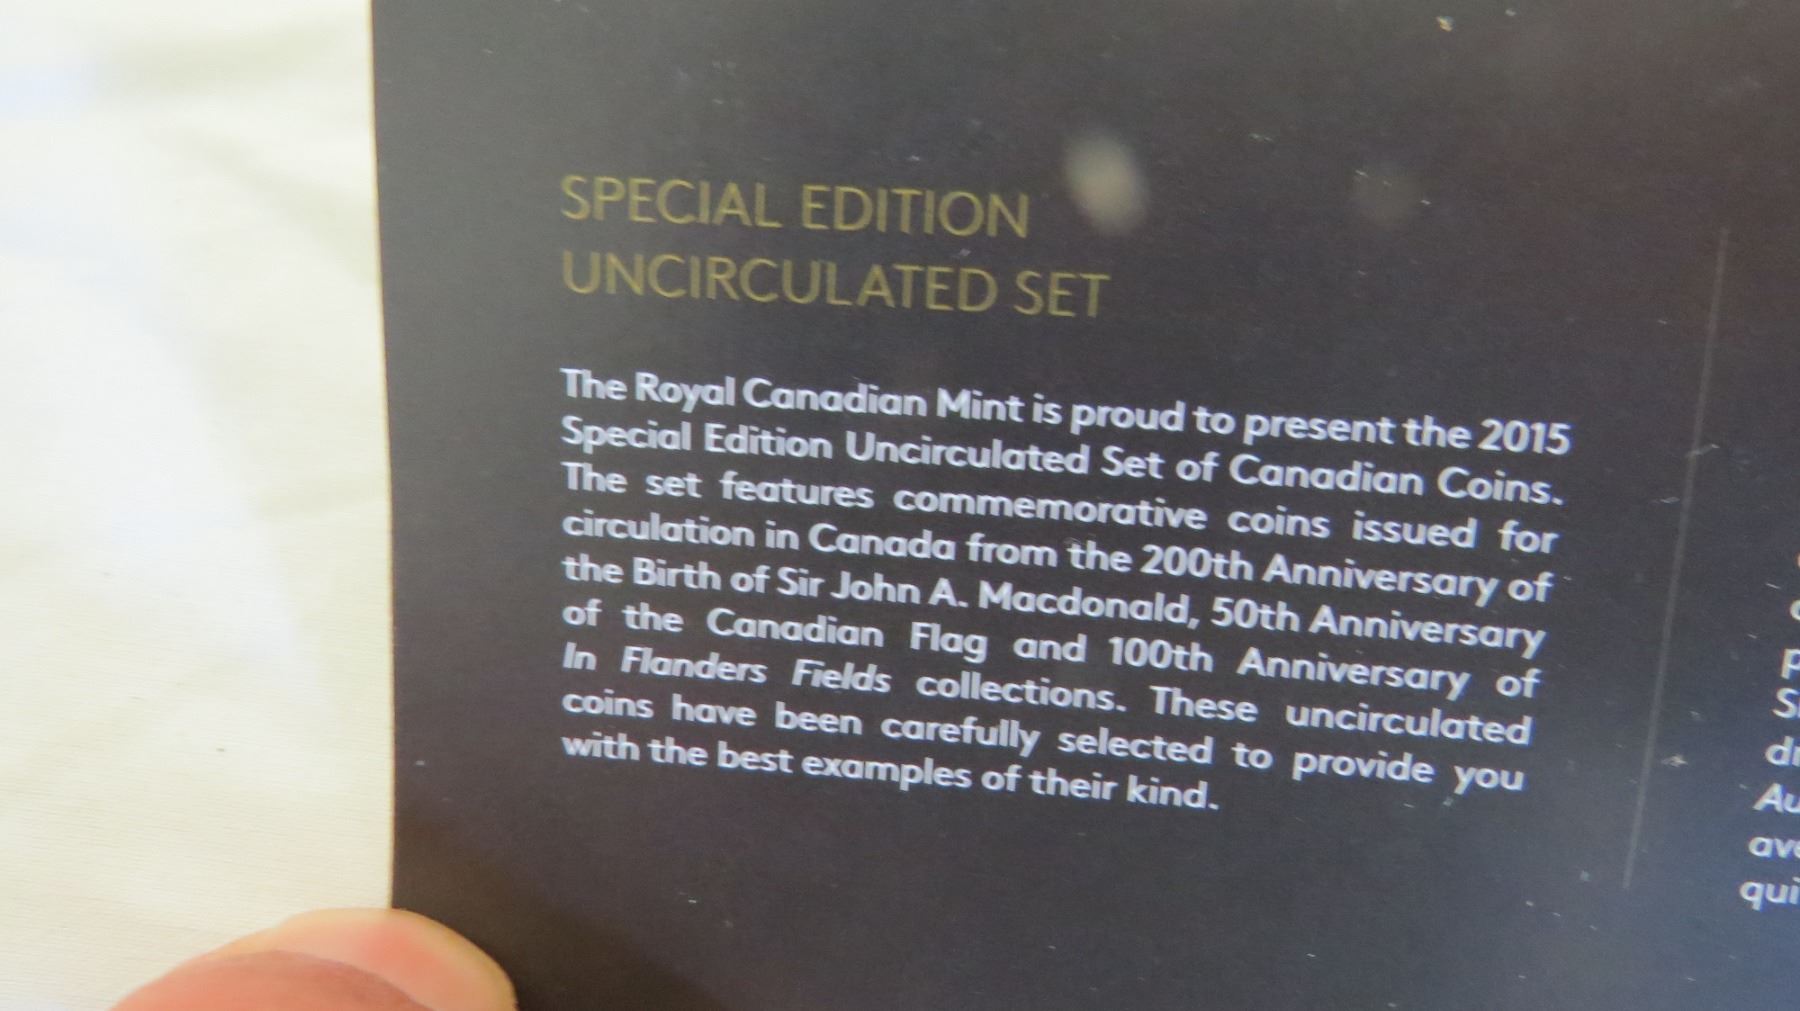 SPECIAL EDITION
UNCIRCULATED SET
The Royal Canadian Mint is proud to present the 2015
Special Edition Uncirculated Set of Canadian Coins.
The set features commemorative coins issued for
circulation in Canada from the 200th Anniversary of
the Birth of Sir John A. Macdonald, 50th Anniversary
of the Canadian Flag and 100th Anniversary of
In Flanders Fields collections. These uncirculated
coins have been carefully selected to provide you
with the best examples of their kind.